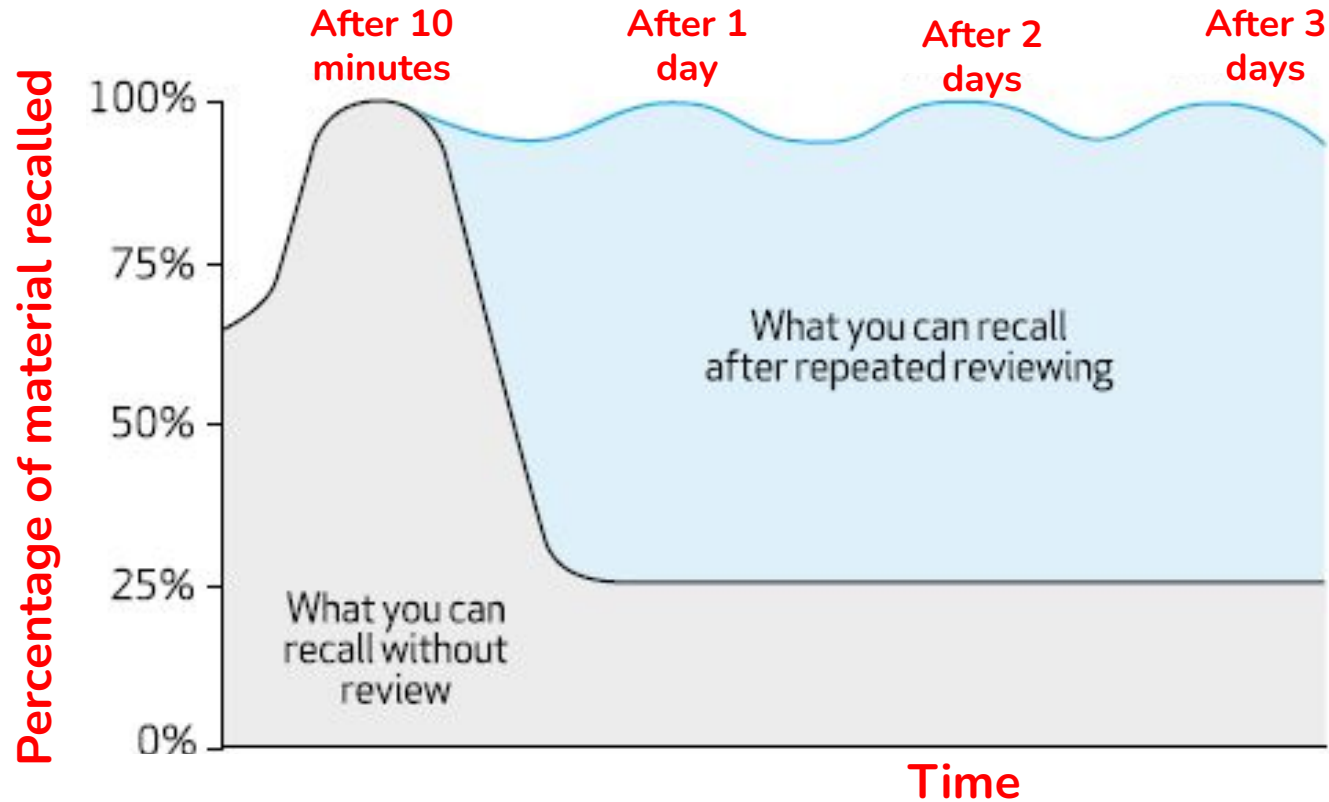 After 10
minutes
After 1
day
After 2
days
After 3
days
Percentage of material recalled
100%
75%
50%
25%
0%
What you can recall
after repeated reviewing
What you can
recall without
review
Time